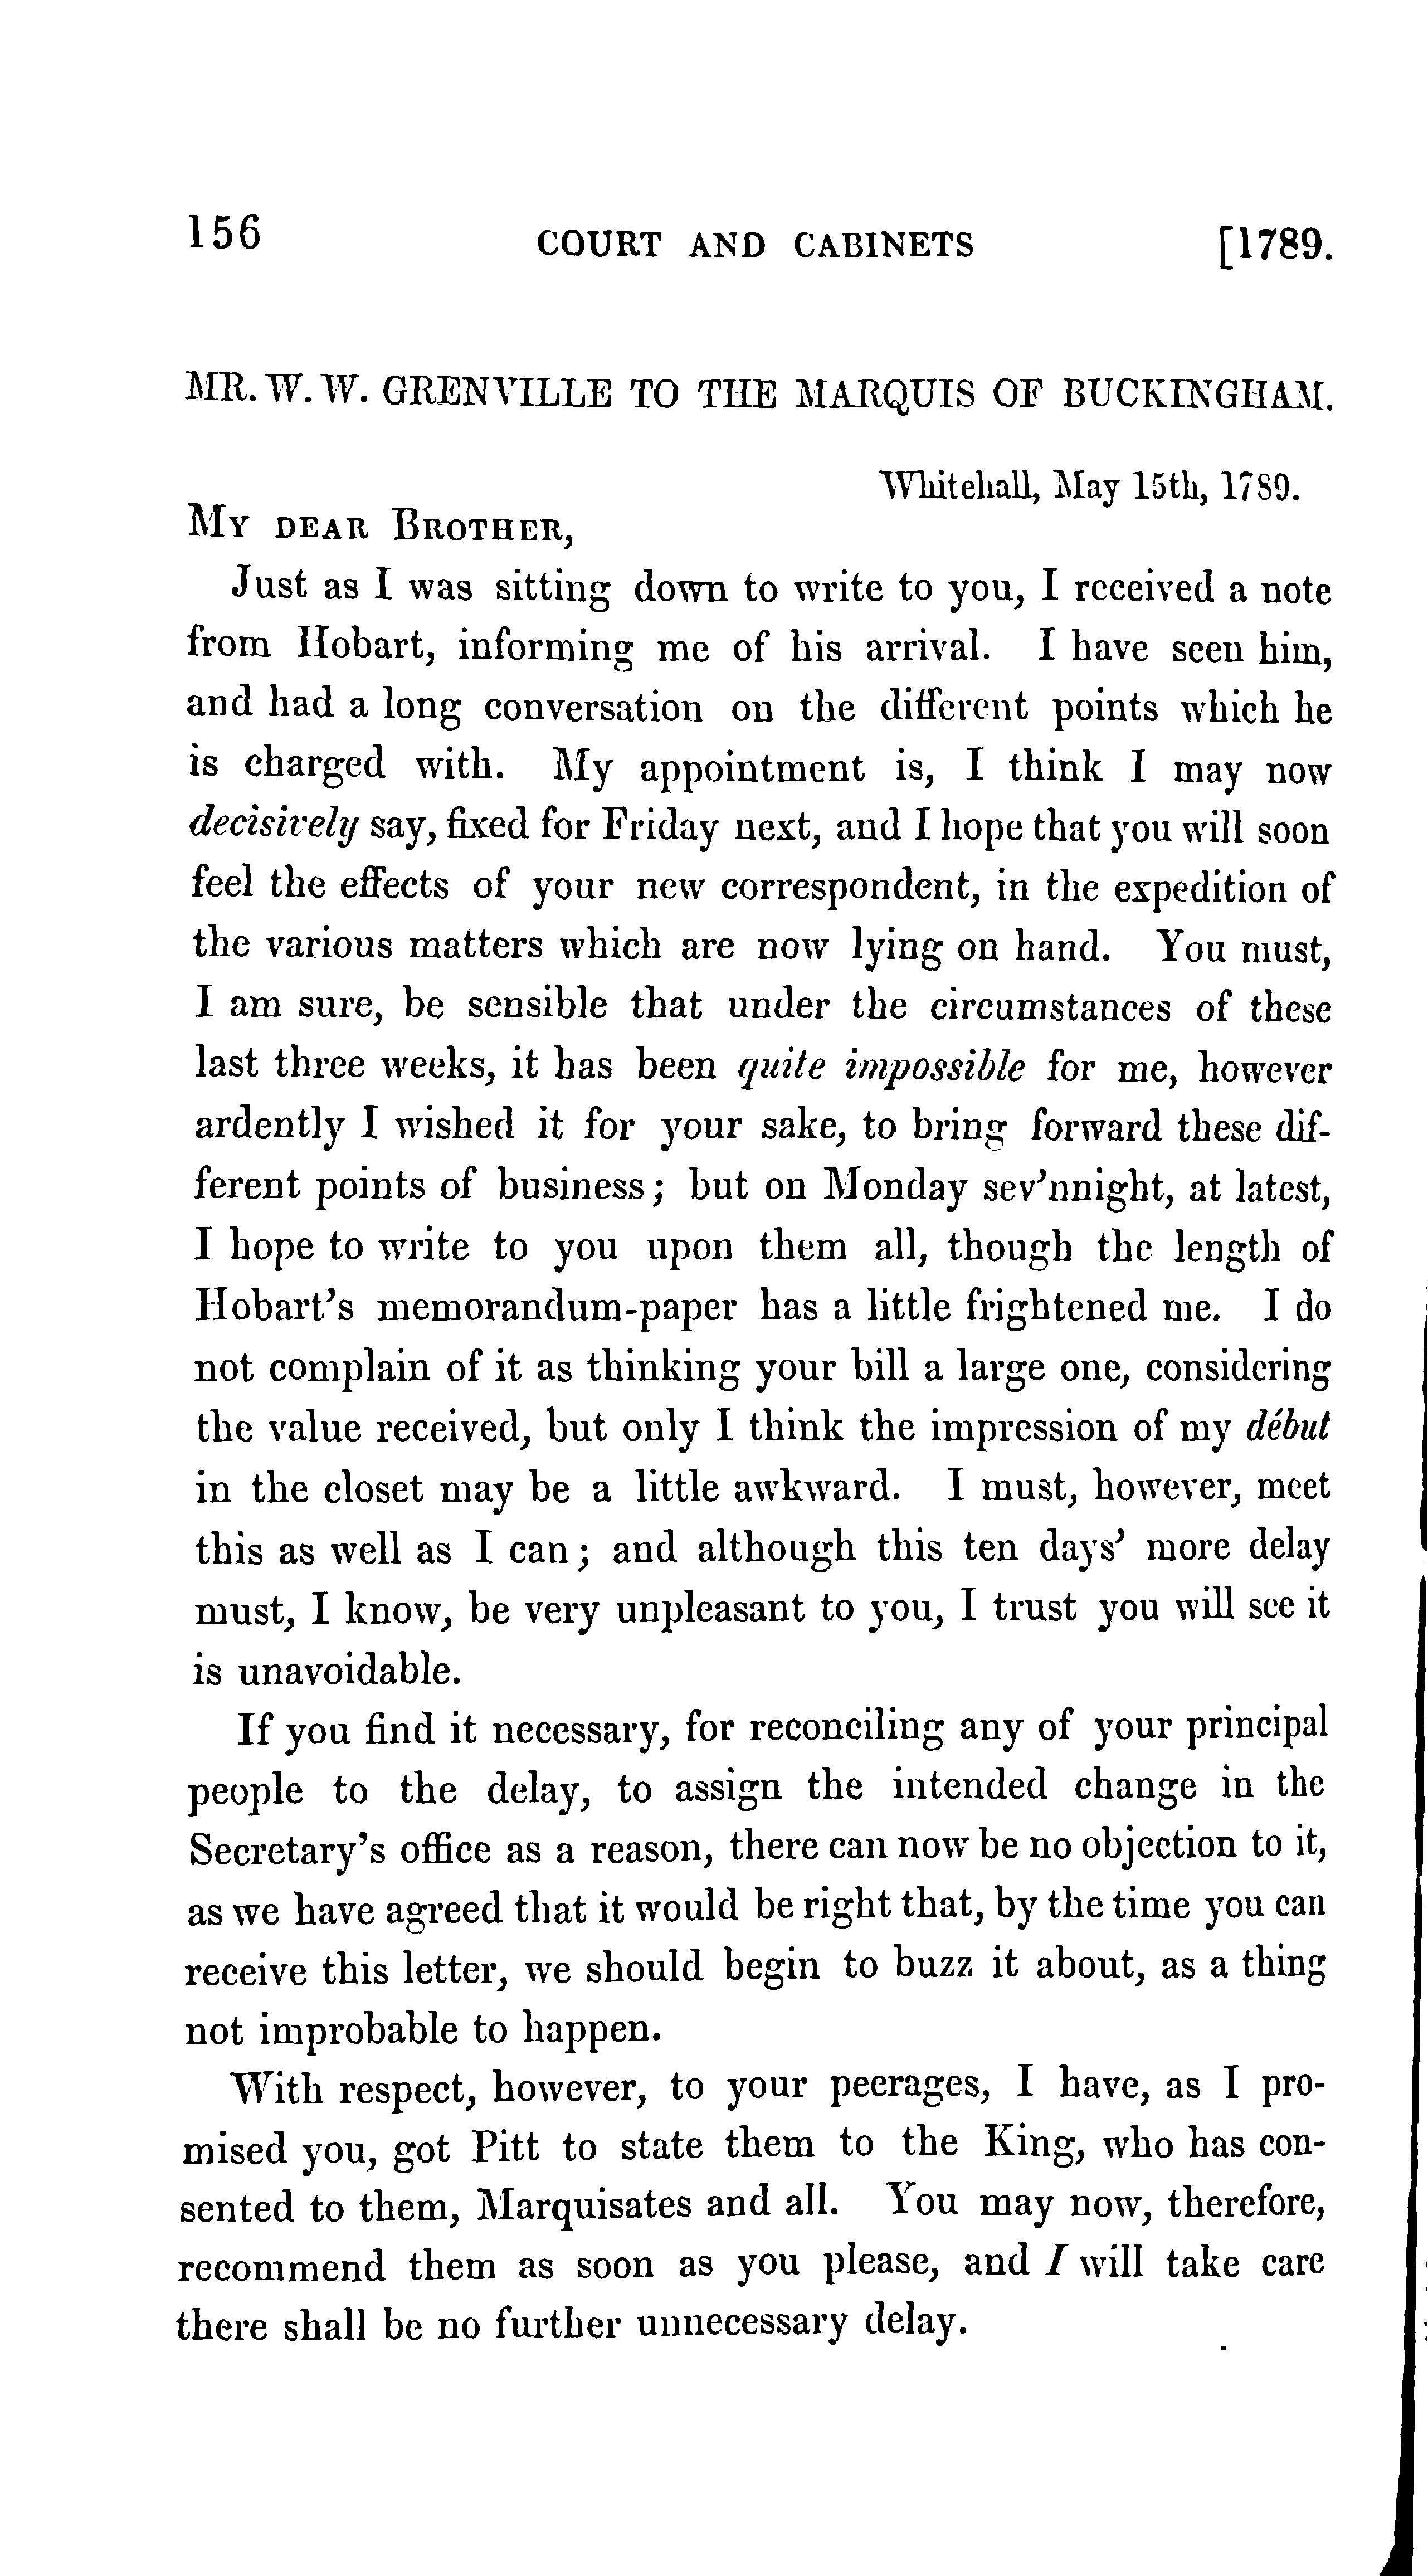 156 COURT AND CABINETS [1789.
MR. W. W. GRENVILLE TO THE MARQUIS OF BUCKINGHAM.
Whitehall, May 15th, 1789.
MY DEAR BROTHER,
Just as I was sitting down to write to you, I received a note
from Hobart, informing me of his arrival. I have seen him,
and had a long conversation on the different points which he
is charged with. My appointment is, I think I may now
decisively say, fixed for Friday next, and I hope that you will soon
feel the effects of your new correspondent, in the expedition of
the various matters which are now lying on hand. You must,
I am sure, be sensible that under the circumstances of these
last three weeks, it has been quite impossible for me, however
ardently I wished it for your sake, to bring forward these dif-
ferent points of business; but on Monday sev'nnight, at latest,
I hope to write to you upon them all, though the length of
Hobart's memorandum-paper has a little frightened me. I do
not complain of it as thinking your bill a large one, considering
the value received, but only I think the impression of my début
in the closet may be a little awkward. I must, however, meet
this as well as I can; and although this ten days' more delay
must, I know, be very unpleasant to you, I trust you will see it
is unavoidable.
If you find it necessary, for reconciling any of your principal
people to the delay, to assign the intended change in the
Secretary's office as a reason, there can now be no objection to it,
as we have agreed that it would be right that, by the time you can
receive this letter, we should begin to buzz it about, as a thing
not improbable to happen.
With respect, however, to your peerages, I have, as I pro-
mised you, got Pitt to state them to the King, who has con-
sented to them, Marquisates and all. You may now, therefore,
recommend them as soon as you please, and I will take care
there shall be no further unnecessary delay.